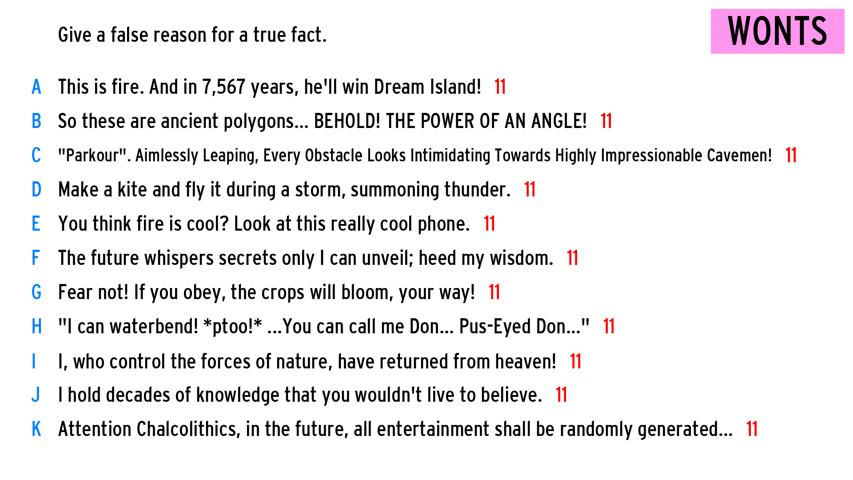 Give a false reason for a true fact.
WONTS
A This is fire. And in 7,567 years, he'll win Dream Island! 11
B So these are ancient polygons... BEHOLD! THE POWER OF AN ANGLE! 11
C "Parkour". Aimlessly Leaping, Every Obstacle Looks Intimidating Towards Highly Impressionable Cavemen! 11
D Make a kite and fly it during a storm, summoning thunder. 11
E You think fire is cool? Look at this really cool phone. 11
F The future whispers secrets only I can unveil; heed my wisdom. 11
G Fear not! If you obey, the crops will bloom, your way! 11
H "I can waterbend! *ptoo!* ...You can call me Don... Pus-Eyed Don..." 11
I I, who control the forces of nature, have returned from heaven! 11
J I hold decades of knowledge that you wouldn't live to believe. 11
K Attention Chalcolithics, in the future, all entertainment shall be randomly generated... 11